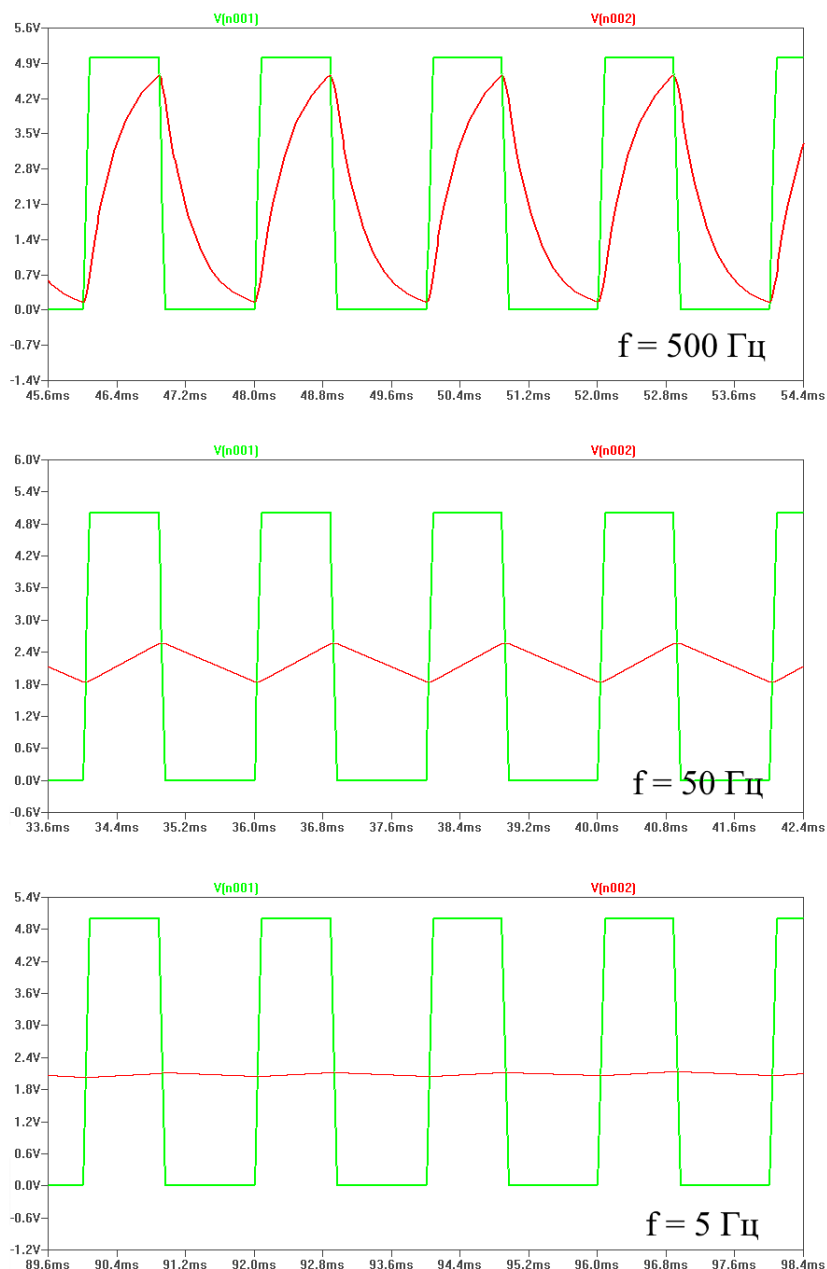 V(n001) V(n002)
5.6V
4.9V
4.2V
3.5V
2.8V
2.1V
1.4V
0.7V
0.0V
-0.7V
-1.4V
f = 500 Гц
45.6ms 46.4ms 47.2ms 48.0ms 48.8ms 49.6ms 50.4ms 51.2ms 52.0ms 52.8ms 53.6ms 54.4ms
V(n001) V(n002)
6.0V
5.4V
4.8V
4.2V
3.6V
3.0V
2.4V
1.8V
1.2V
0.6V
0.0V
-0.6V
f = 50 Гц
33.6ms 34.4ms 35.2ms 36.0ms 36.8ms 37.6ms 38.4ms 39.2ms 40.0ms 40.8ms 41.6ms 42.4ms
V(n001) V(n002)
5.4V
4.8V
4.2V
3.6V
3.0V
2.4V
1.8V
1.2V
0.6V
0.0V
-0.6V
-1.2V
f = 5 Гц
89.6ms 90.4ms 91.2ms 92.0ms 92.8ms 93.6ms 94.4ms 95.2ms 96.0ms 96.8ms 97.6ms 98.4ms